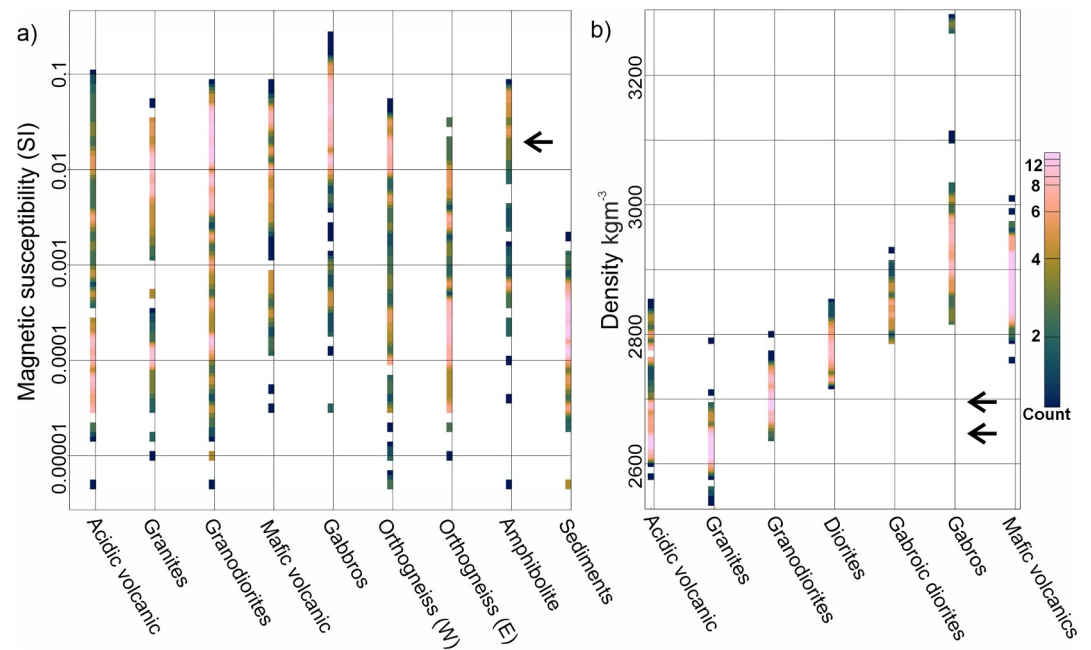 a)
Magnetic susceptibility (SI)
0.1
0.01
0.001
0.0001
0.00001
Acidic volcanic
Granites
Granodiorites
Mafic volcanic
Gabbros
Orthogneiss (W)
Orthogneiss (E)
Amphibolite
Sediments
b)
Density kgm-3
3200
3000
2800
2600
Acidic volcanic
Granites
Granodiorites
Diorites
Gabroic diorites
Gabros
Mafic volcanics
12
8
6
4
2
Count